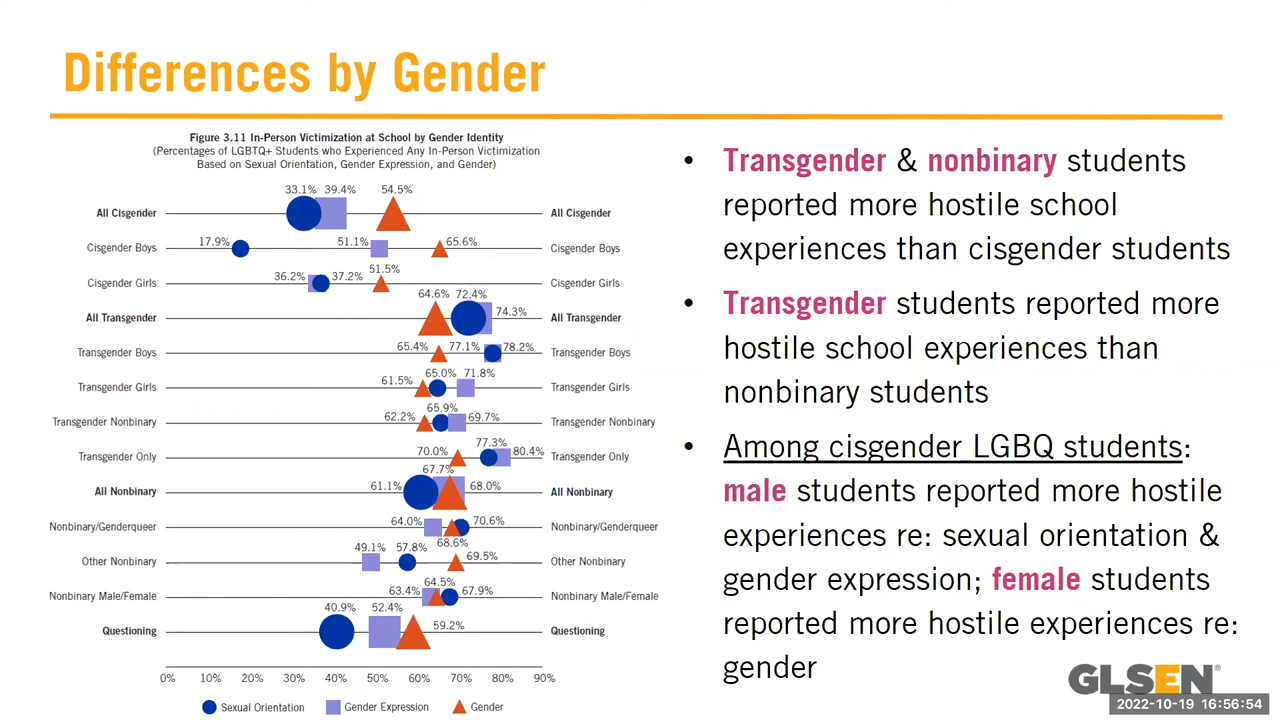 Differences by Gender
Figure 3.11 In-Person Victimization at School by Gender Identity
(Percentages of LGBTQ+ Students who Experienced Any In-Person Victimization
Based on Sexual Orientation, Gender Expression, and Gender)
33.1% 39.4% 54.5%
All Cisgender All Cisgender
Cisgender Boys 17.9% 51.1% 65.6% Cisgender Boys
Cisgender Girls 36.2% 37.2% 51.5% Cisgender Girls
64.6% 72.4% 74.3%
All Transgender All Transgender
Transgender Boys 65.4% 77.1% 78.2% Transgender Boys
Transgender Girls 61.5% 65.0% 71.8% Transgender Girls
Transgender Nonbinary 62.2% 65.9% 69.7% Transgender Nonbinary
Transgender Only 70.0% 77.3% 80.4% Transgender Only
All Nonbinary 61.1% 67.7% 68.0% All Nonbinary
Nonbinary/Genderqueer 64.0% 68.6% 70.6% Nonbinary/Genderqueer
Other Nonbinary 49.1% 57.8% 69.5% Other Nonbinary
Nonbinary Male/Female 63.4% 64.5% 67.9% Nonbinary Male/Female
40.9% 52.4% 59.2%
Questioning Questioning
0% 10% 20% 30% 40% 50% 60% 70% 80% 90%
Sexual Orientation Gender Expression Gender
• Transgender & nonbinary students
reported more hostile school
experiences than cisgender students
• Transgender students reported more
hostile school experiences than
nonbinary students
• Among cisgender LGBQ students:
male students reported more hostile
experiences re: sexual orientation &
gender expression; female students
reported more hostile experiences re:
gender
GLSEN®
2022-10-19 16:56:54